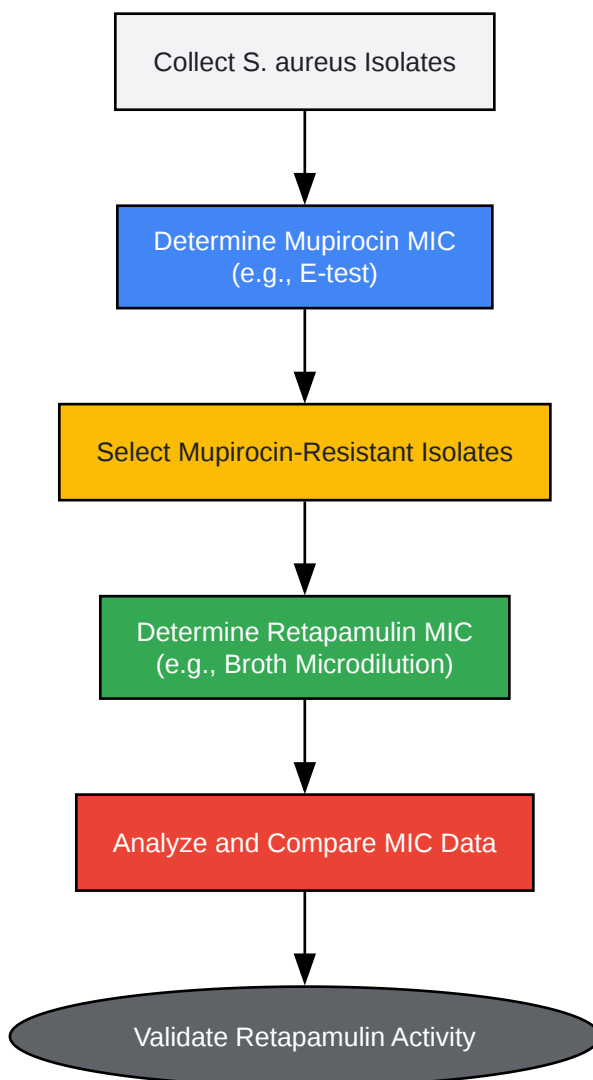 Collect S. aureus Isolates
Determine Mupirocin MIC
(e.g., E-test)
Select Mupirocin-Resistant Isolates
Determine Retapamulin MIC
(e.g., Broth Microdilution)
Analyze and Compare MIC Data
Validate Retapamulin Activity